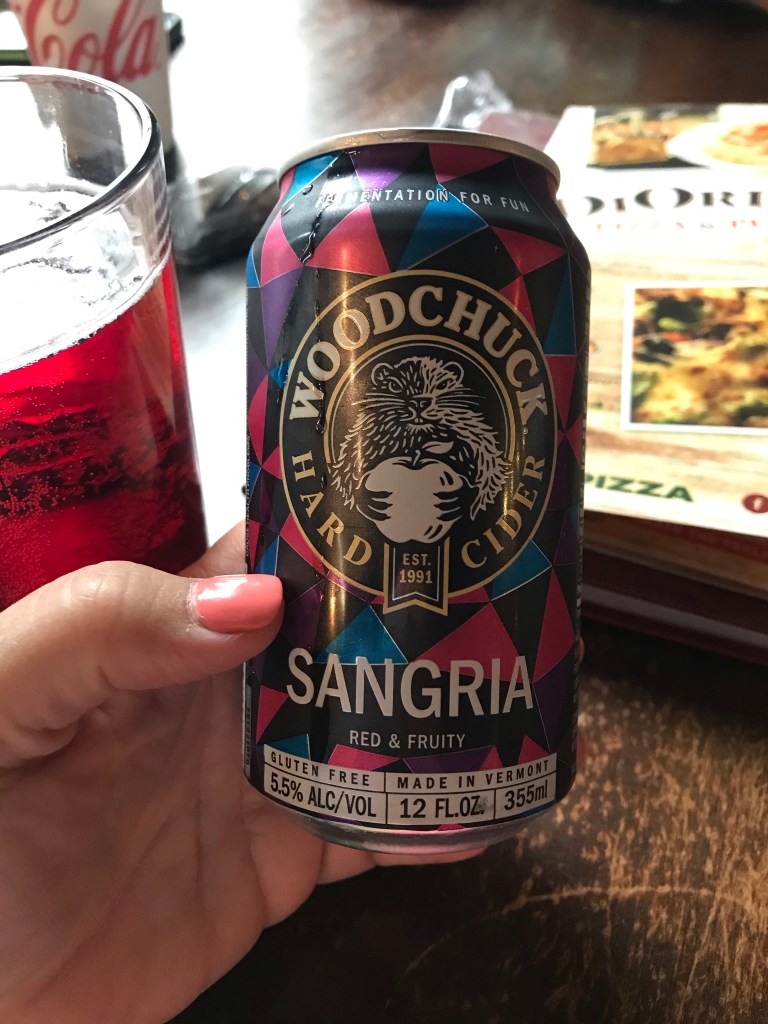 Cola
FERMENTATION FOR FUN
WOODCHUCK
HARD CIDER
EST.
1991
SANGRIA
RED & FRUITY
GLUTEN FREE
MADE IN VERMONT
5.5% ALC/VOL
12 FL.OZ.
355ml
PIZZA